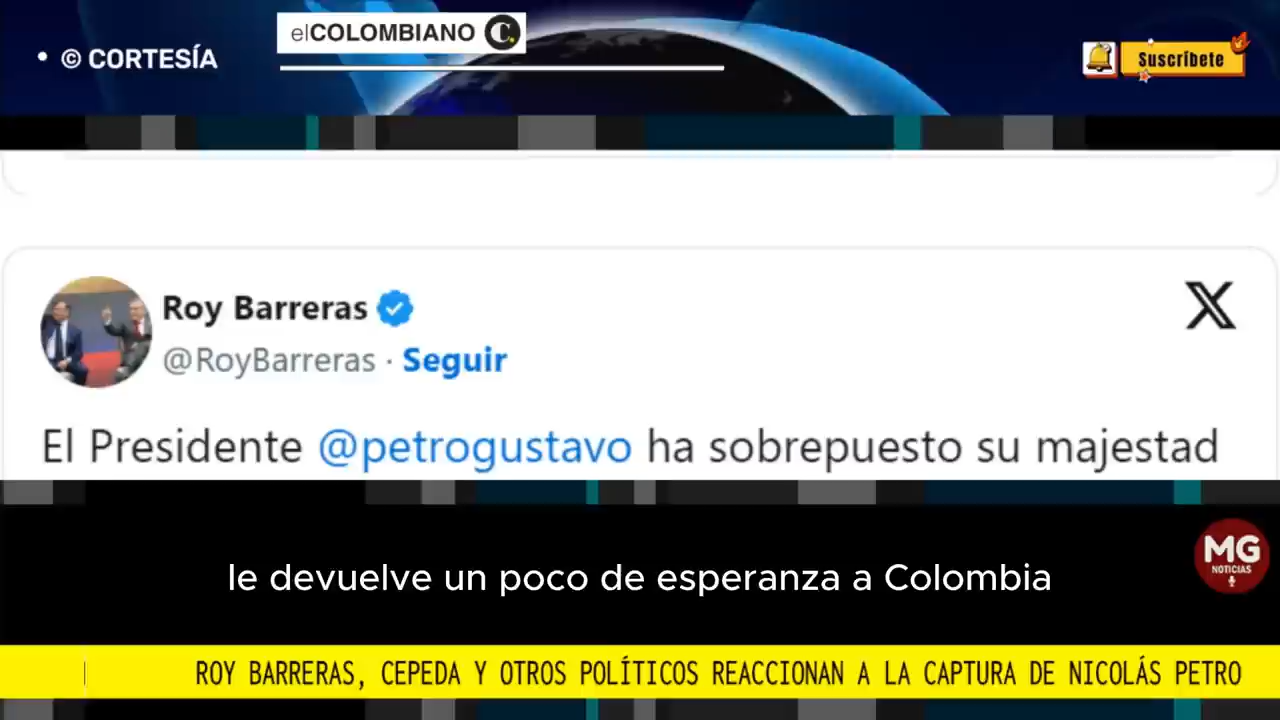 © CORTESÍA
elCOLOMBIANO C
Suscríbete
Roy Barreras
X
@RoyBarreras · Seguir
El Presidente @petrogustavo ha sobrepuesto su majestad
le devuelve un poco de esperanza a Colombia
MG
NOTICIAS
ROY BARRERAS, CEPEDA Y OTROS POLÍTICOS REACCIONAN A LA CAPTURA DE NICOLÁS PETRO